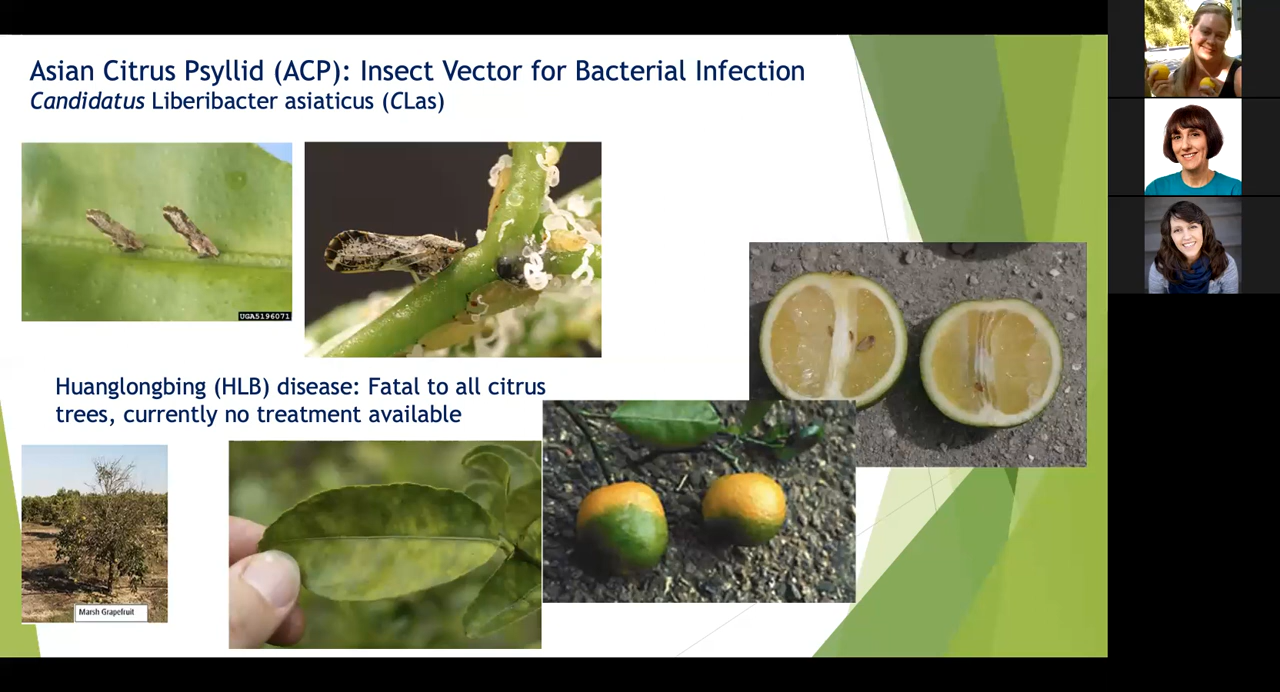 Asian Citrus Psyllid (ACP): Insect Vector for Bacterial Infection
Candidatus Liberibacter asiaticus (CLas)
UGA5196071
Huanglongbing (HLB) disease: Fatal to all citrus
trees, currently no treatment available
Marsh Grapefruit